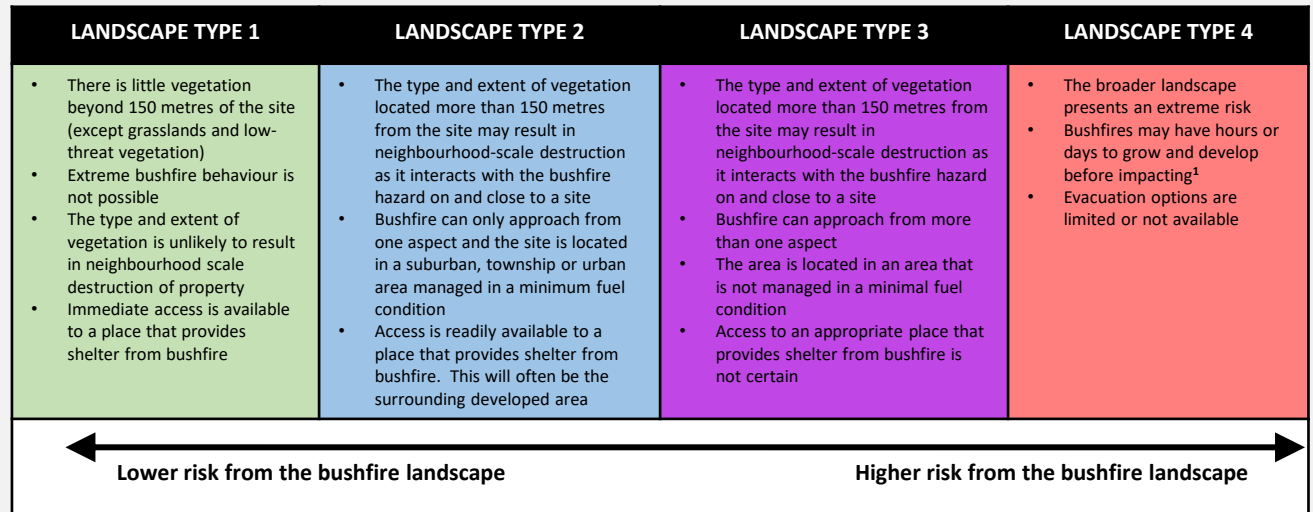 LANDSCAPE TYPE 1
LANDSCAPE TYPE 2
LANDSCAPE TYPE 3
LANDSCAPE TYPE 4
• There is little vegetation
beyond 150 metres of the site
(except grasslands and low-
threat vegetation)
• Extreme bushfire behaviour is
not possible
• The type and extent of
vegetation is unlikely to result
in neighbourhood scale
destruction of property
• Immediate access is available
to a place that provides
shelter from bushfire
• The type and extent of vegetation
located more than 150 metres
from the site may result in
neighbourhood-scale destruction
as it interacts with the bushfire
hazard on and close to a site
• Bushfire can only approach from
one aspect and the site is located
in a suburban, township or urban
area managed in a minimum fuel
condition
• Access is readily available to a
place that provides shelter from
bushfire.  This will often be the
surrounding developed area
• The type and extent of vegetation
located more than 150 metres from
the site may result in
neighbourhood-scale destruction as
it interacts with the bushfire hazard
on and close to a site
• Bushfire can approach from more
than one aspect
• The area is located in an area that
is not managed in a minimal fuel
condition
• Access to an appropriate place that
provides shelter from bushfire is
not certain
• The broader landscape
presents an extreme risk
• Bushfires may have hours or
days to grow and develop
before impacting¹
• Evacuation options are
limited or not available
Lower risk from the bushfire landscape
Higher risk from the bushfire landscape